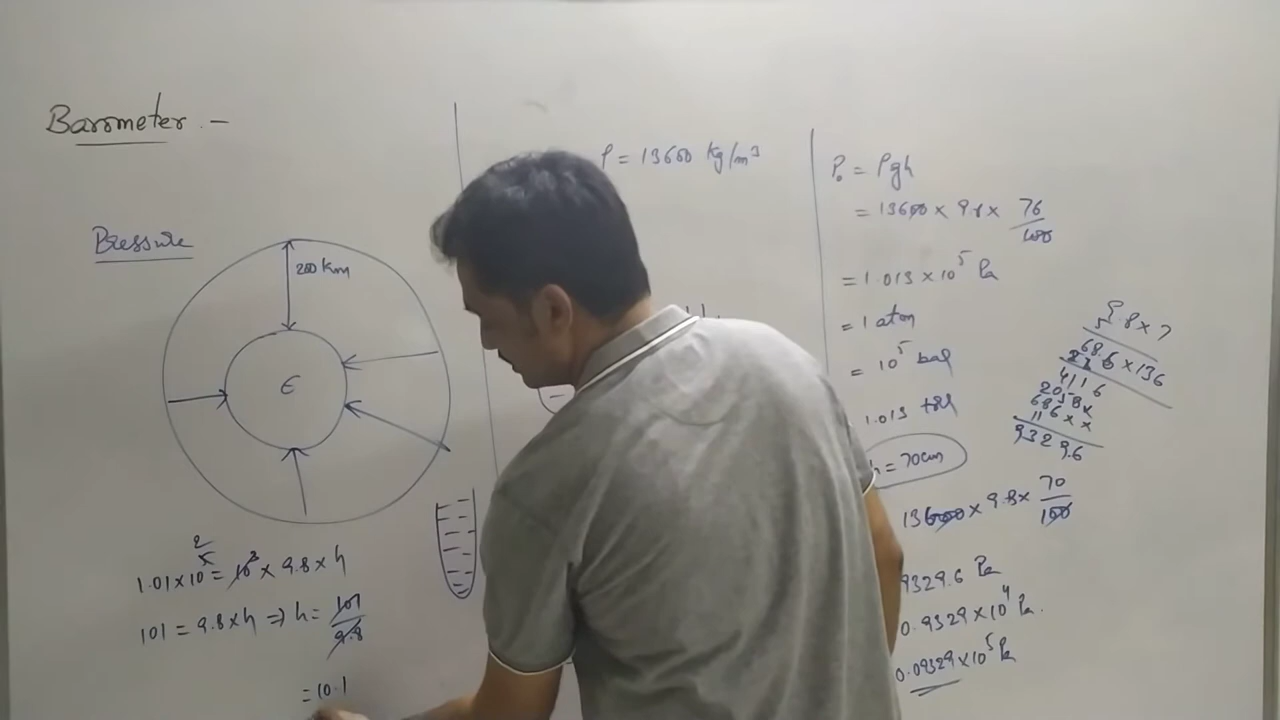 Barometer :-
Pressure
200 Km
E
1.01 × 10⁵ = 10³ × 9.8 × h
2
101 = 9.8 × h ⇒ h = 101/9.8
= 10.1
ρ = 13600 Kg/m³
P₀ = ρgh
= 13600 × 9.8 × 76/100
= 1.013 × 10⁵ Pa
= 1 atm
= 10⁵ bar
1.013 torr
h = 70cm
13600 × 9.8 × 70/100
9329.6 Pa
0.9329 × 10⁴ Pa.
0.09329 × 10⁵ Pa
9.8 × 7
68.6 × 136
4116
2058×
686××
9329.6